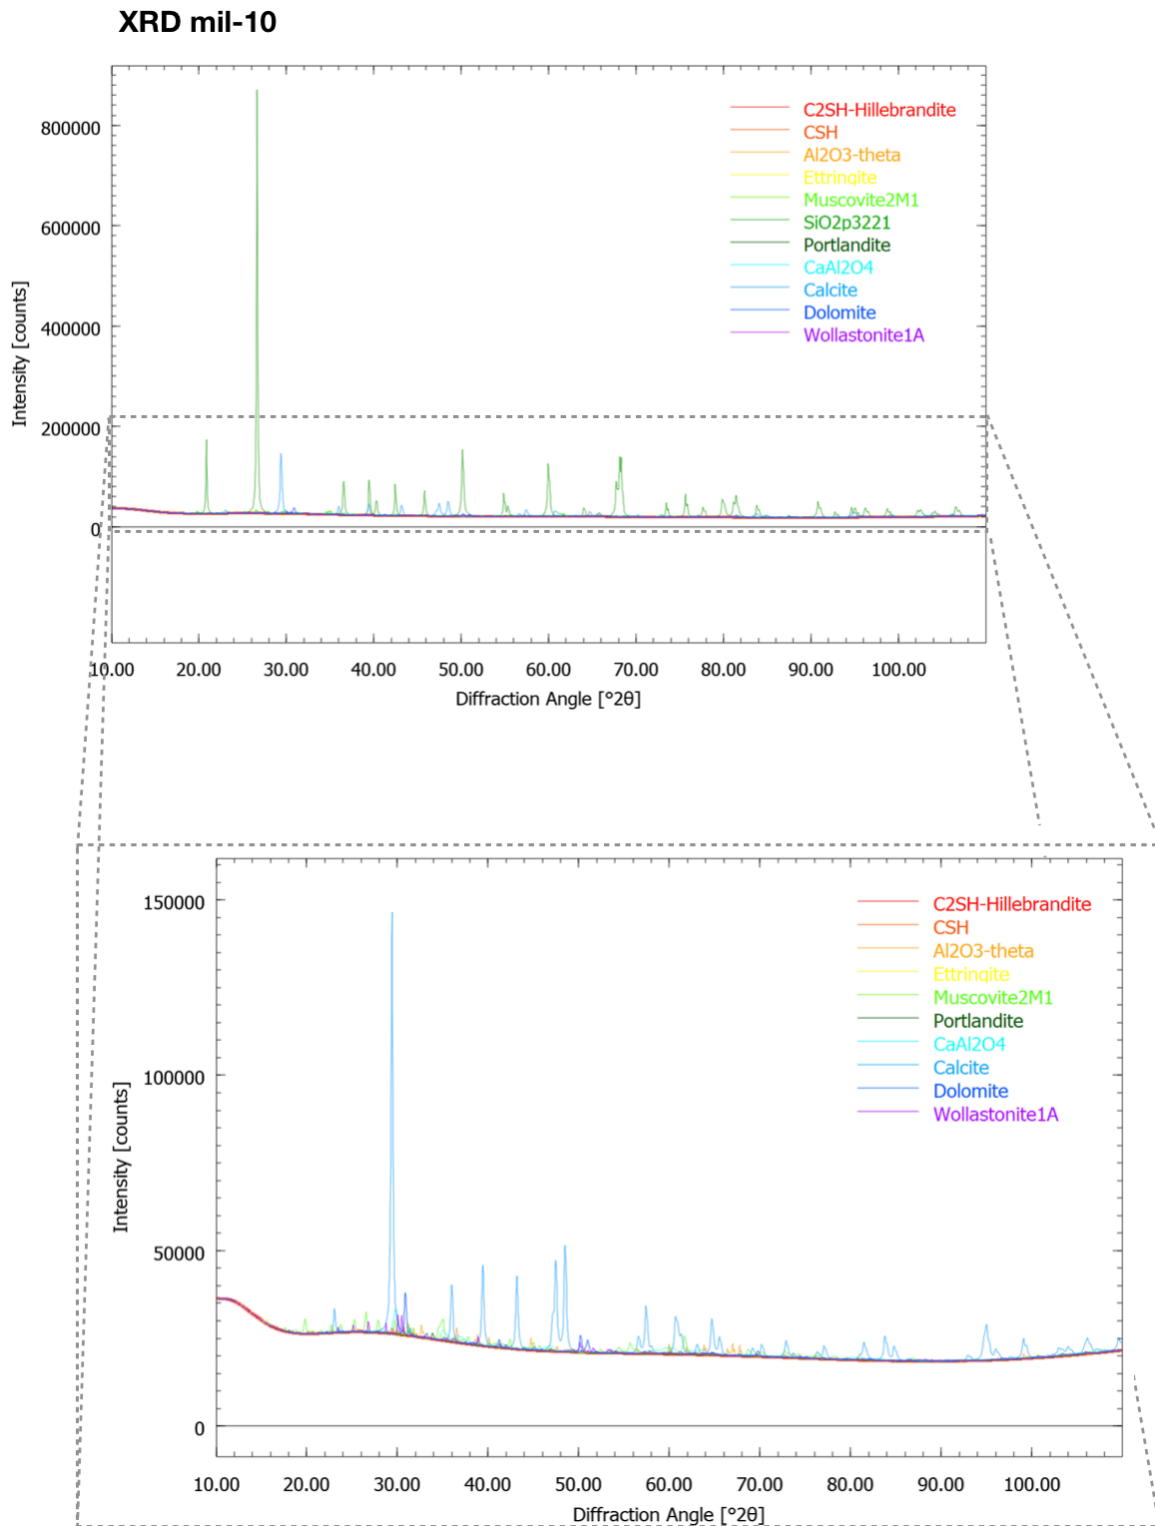 XRD mil-10
C2SH-Hillebrandite
CSH
Al2O3-theta
Ettringite
Muscovite2M1
SiO2p3221
Portlandite
CaAl2O4
Calcite
Dolomite
Wollastonite1A
800000
600000
400000
200000
0
Intensity [counts]
10.00 20.00 30.00 40.00 50.00 60.00 70.00 80.00 90.00 100.00
Diffraction Angle [°2θ]
C2SH-Hillebrandite
CSH
Al2O3-theta
Ettringite
Muscovite2M1
Portlandite
CaAl2O4
Calcite
Dolomite
Wollastonite1A
150000
100000
50000
0
Intensity [counts]
10.00 20.00 30.00 40.00 50.00 60.00 70.00 80.00 90.00 100.00
Diffraction Angle [°2θ]